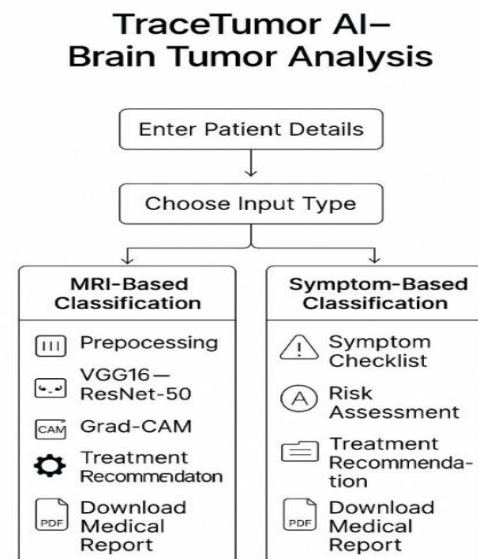 TraceTumor AI–
Brain Tumor Analysis
Enter Patient Details
Choose Input Type
MRI-Based
Classification
Prepocessing
VGG16—
ResNet-50
CAM
Grad-CAM
Treatment
Recommendaton
PDF
Download
Medical
Report
Symptom-Based
Classification
Symptom
Checklist
A
Risk
Assessment
Treatment
Recommenda-
tion
PDF
Download
Medical
Report